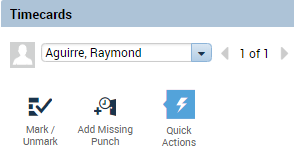 Timecards
Aguirre, Raymond
1 of 1
Mark /
Unmark
Add Missing
Punch
Quick
Actions